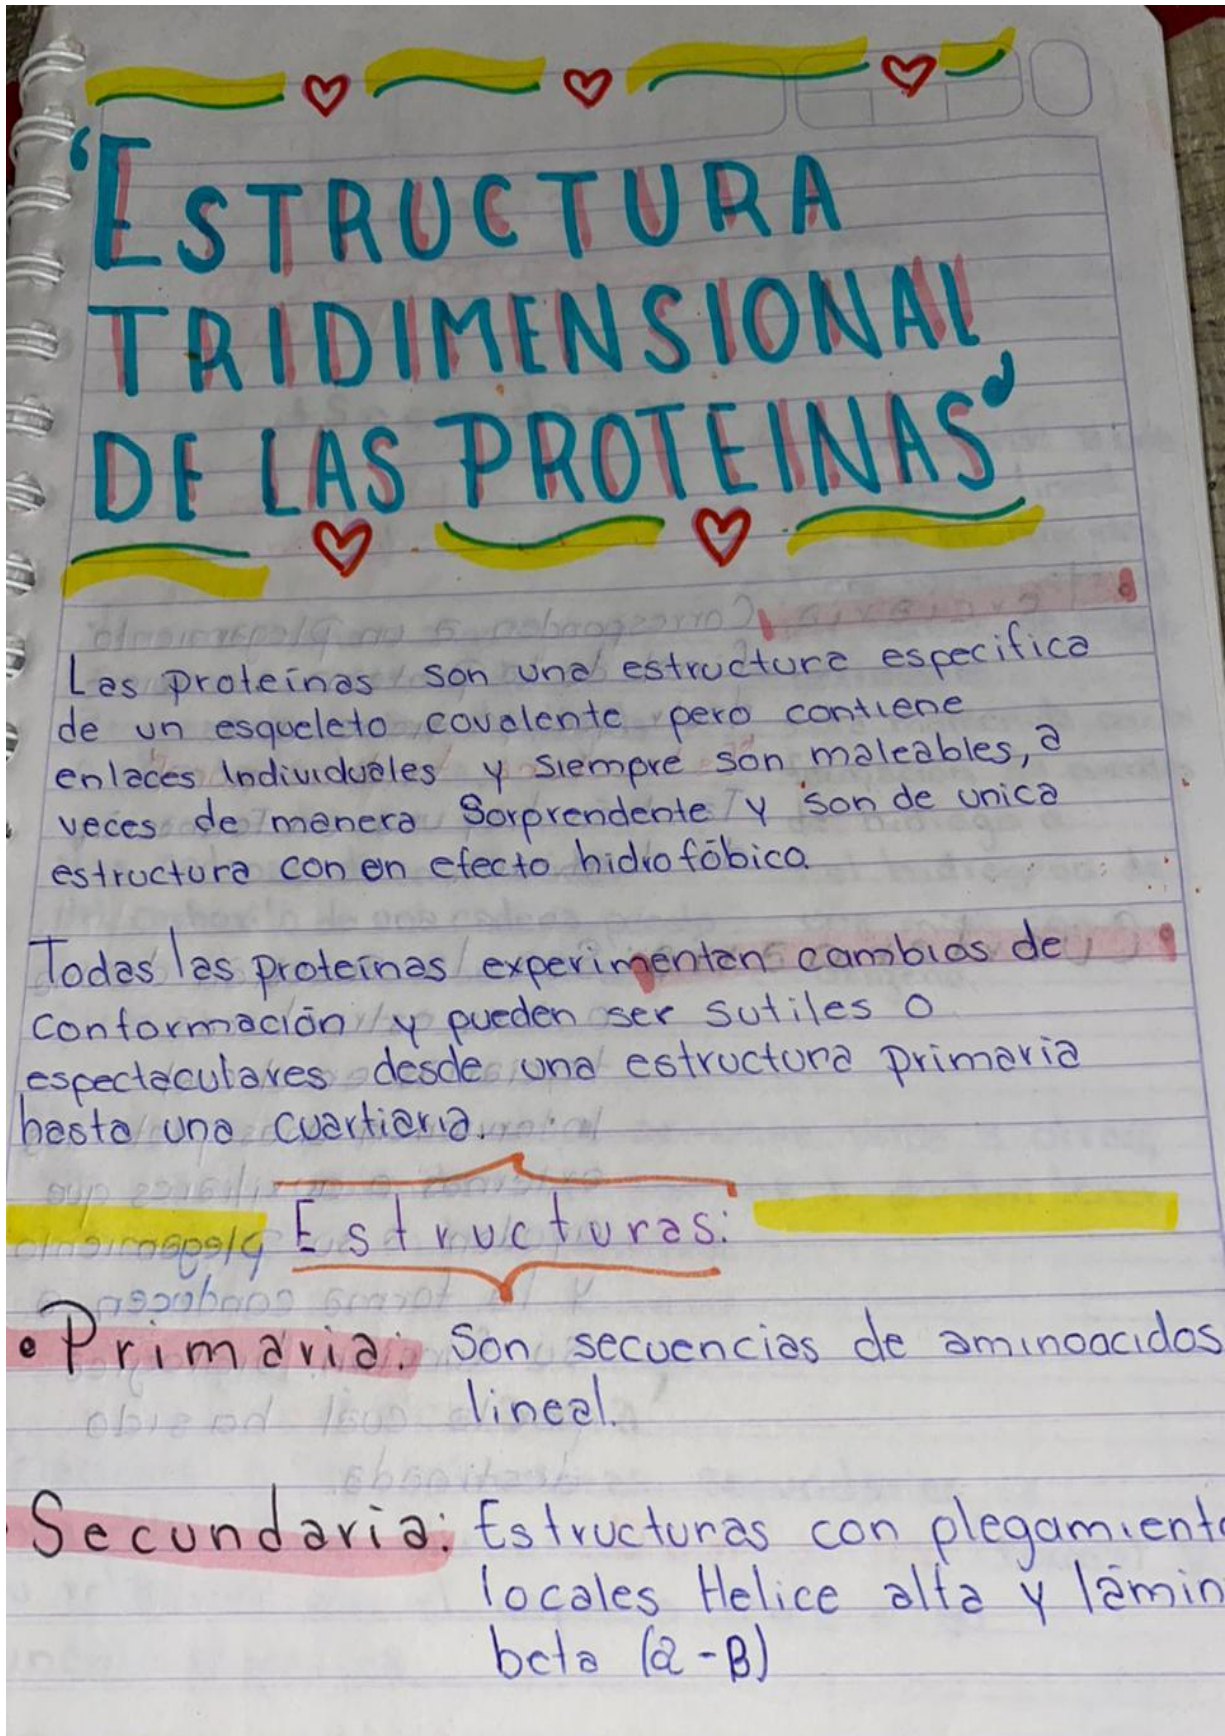 "ESTRUCTURA
TRIDIMENSIONAL
DE LAS PROTEINAS"
Las proteínas son una estructura especifica
de un esqueleto covalente pero contiene
enlaces Individuales y siempre son maleables, a
veces de manera Sorprendente y son de unica
estructura con en efecto hidrofóbico.
Todas las proteínas experimentan cambios de
conformación y pueden ser sutiles o
espectaculares desde una estructura primaria
hasta una cuartiaria.
Estructuras:
• Primaria: Son secuencias de aminoacidos
lineal.
• Secundaria: Estructuras con plegamiento
locales Helice alfa y lámin
beta (α-β)